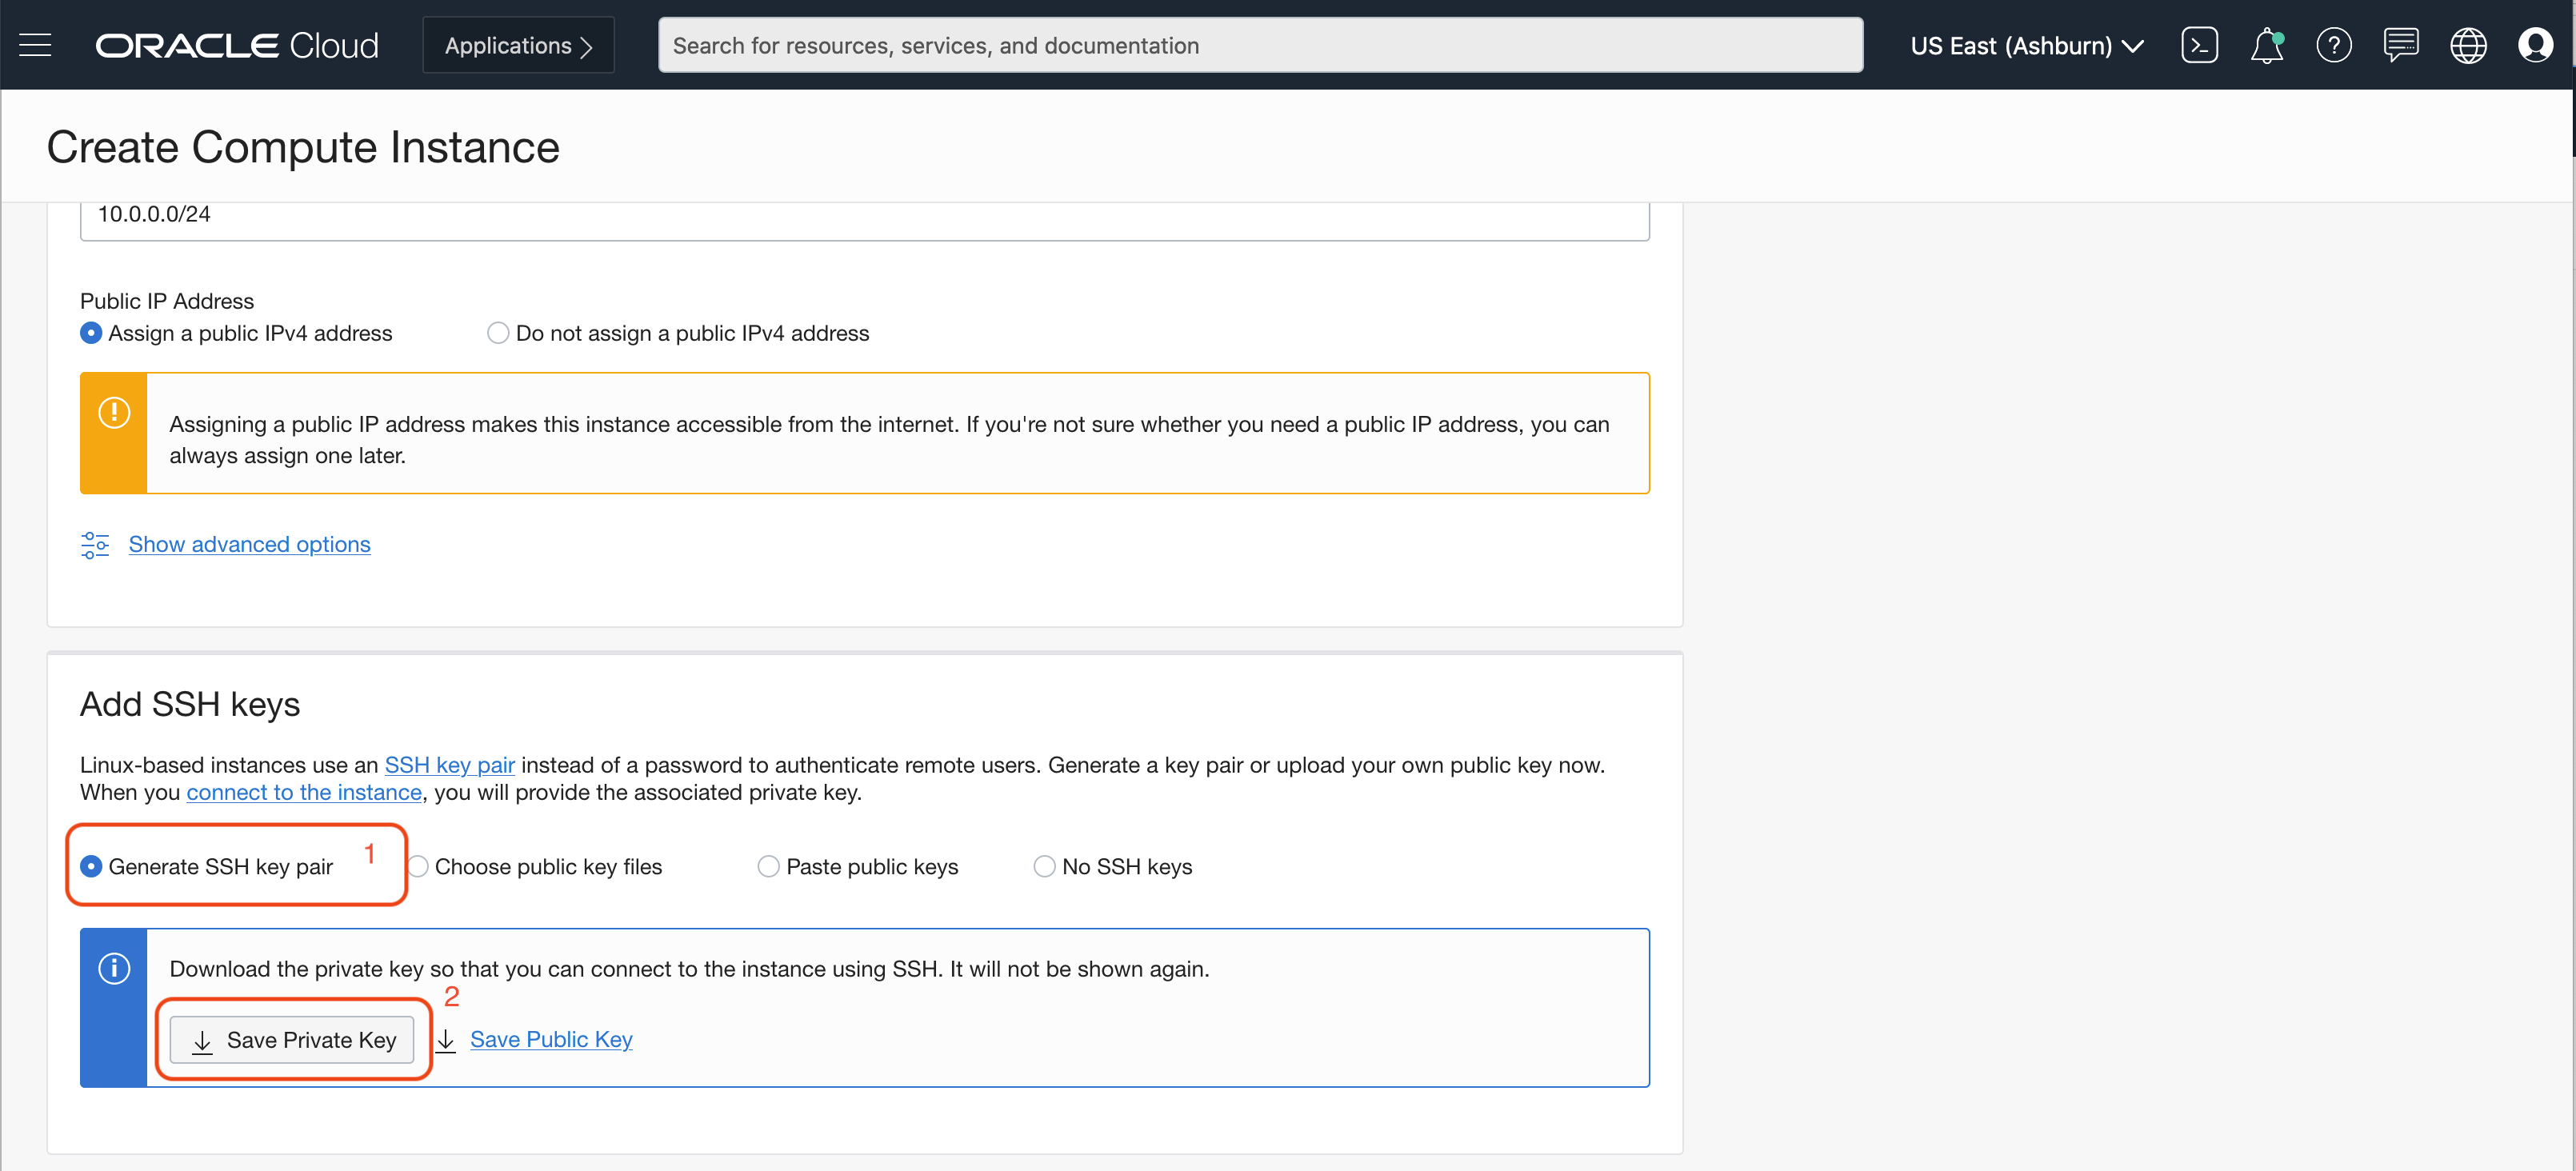 ORACLE Cloud
Applications
Search for resources, services, and documentation
US East (Ashburn)
Create Compute Instance
10.0.0.0/24
Public IP Address
Assign a public IPv4 address
Do not assign a public IPv4 address
Assigning a public IP address makes this instance accessible from the internet. If you're not sure whether you need a public IP address, you can
always assign one later.
Show advanced options
Add SSH keys
Linux-based instances use an SSH key pair instead of a password to authenticate remote users. Generate a key pair or upload your own public key now.
When you connect to the instance, you will provide the associated private key.
Generate SSH key pair
1
Choose public key files
Paste public keys
No SSH keys
Download the private key so that you can connect to the instance using SSH. It will not be shown again.
2
Save Private Key
Save Public Key